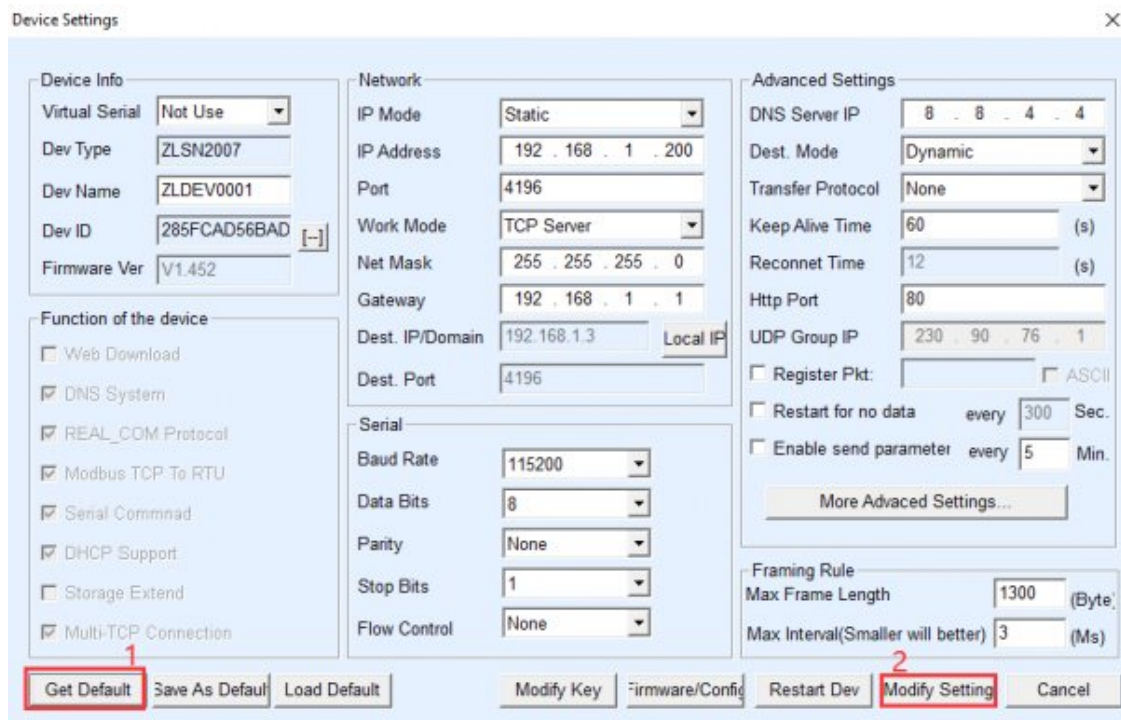 Device Settings
Device Info
Virtual Serial Not Use
Dev Type ZLSN2007
Dev Name ZLDEV0001
Dev ID 285FCAD56BAD [--]
Firmware Ver V1.452
Function of the device
Web Download
DNS System
REAL_COM Protocol
Modbus TCP To RTU
Serial Commnad
DHCP Support
Storage Extend
Multi-TCP Connection
Network
IP Mode Static
IP Address 192 . 168 . 1 . 200
Port 4196
Work Mode TCP Server
Net Mask 255 . 255 . 255 . 0
Gateway 192 . 168 . 1 . 1
Dest. IP/Domain 192.168.1.3 Local IP
Dest. Port 4196
Serial
Baud Rate 115200
Data Bits 8
Parity None
Stop Bits 1
Flow Control None
Advanced Settings
DNS Server IP 8 . 8 . 4 . 4
Dest. Mode Dynamic
Transfer Protocol None
Keep Alive Time 60 (s)
Reconnet Time 12 (s)
Http Port 80
UDP Group IP 230 . 90 . 76 . 1
Register Pkt: ASCII
Restart for no data every 300 Sec.
Enable send parameter every 5 Min.
More Advaced Settings...
Framing Rule
Max Frame Length 1300 (Byte)
Max Interval(Smaller will better) 3 (Ms)
1
2
Get Default Save As Defaul Load Default Modify Key Firmware/Config Restart Dev Modify Setting Cancel